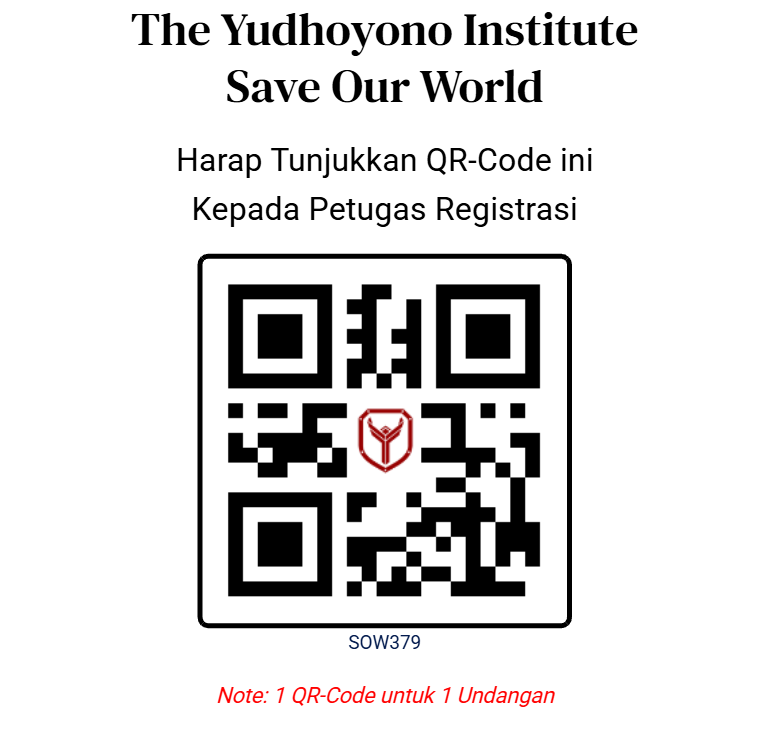 The Yudhoyono Institute
Save Our World
Harap Tunjukkan QR-Code ini
Kepada Petugas Registrasi
SOW379
Note: 1 QR-Code untuk 1 Undangan